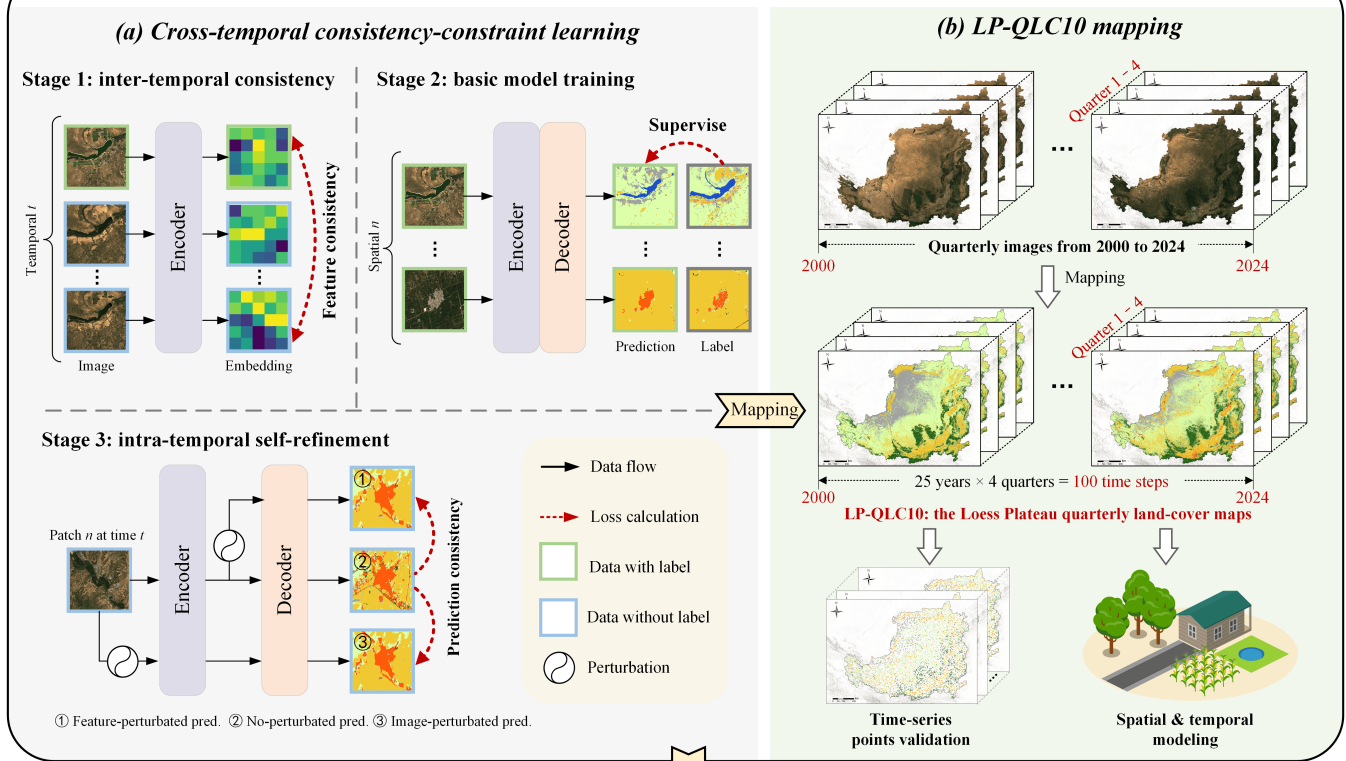 (a) Cross-temporal consistency-constraint learning
Stage 1: inter-temporal consistency
Teamporal t
Image
Encoder
Embedding
Feature consistency
Stage 2: basic model training
Supervise
Spatial n
Encoder
Decoder
Prediction
Label
Mapping
Stage 3: intra-temporal self-refinement
Patch n at time t
Encoder
Decoder
①
②
③
Prediction consistency
① Feature-perturbated pred. ② No-perturbated pred. ③ Image-perturbated pred.
Data flow
Loss calculation
Data with label
Data without label
Perturbation
(b) LP-QLC10 mapping
Quarter 1 - 4
...
Quarterly images from 2000 to 2024
2000
2024
Mapping
Quarter 1 - 4
...
25 years × 4 quarters = 100 time steps
2000
2024
LP-QLC10: the Loess Plateau quarterly land-cover maps
Time-series
points validation
Spatial & temporal
modeling